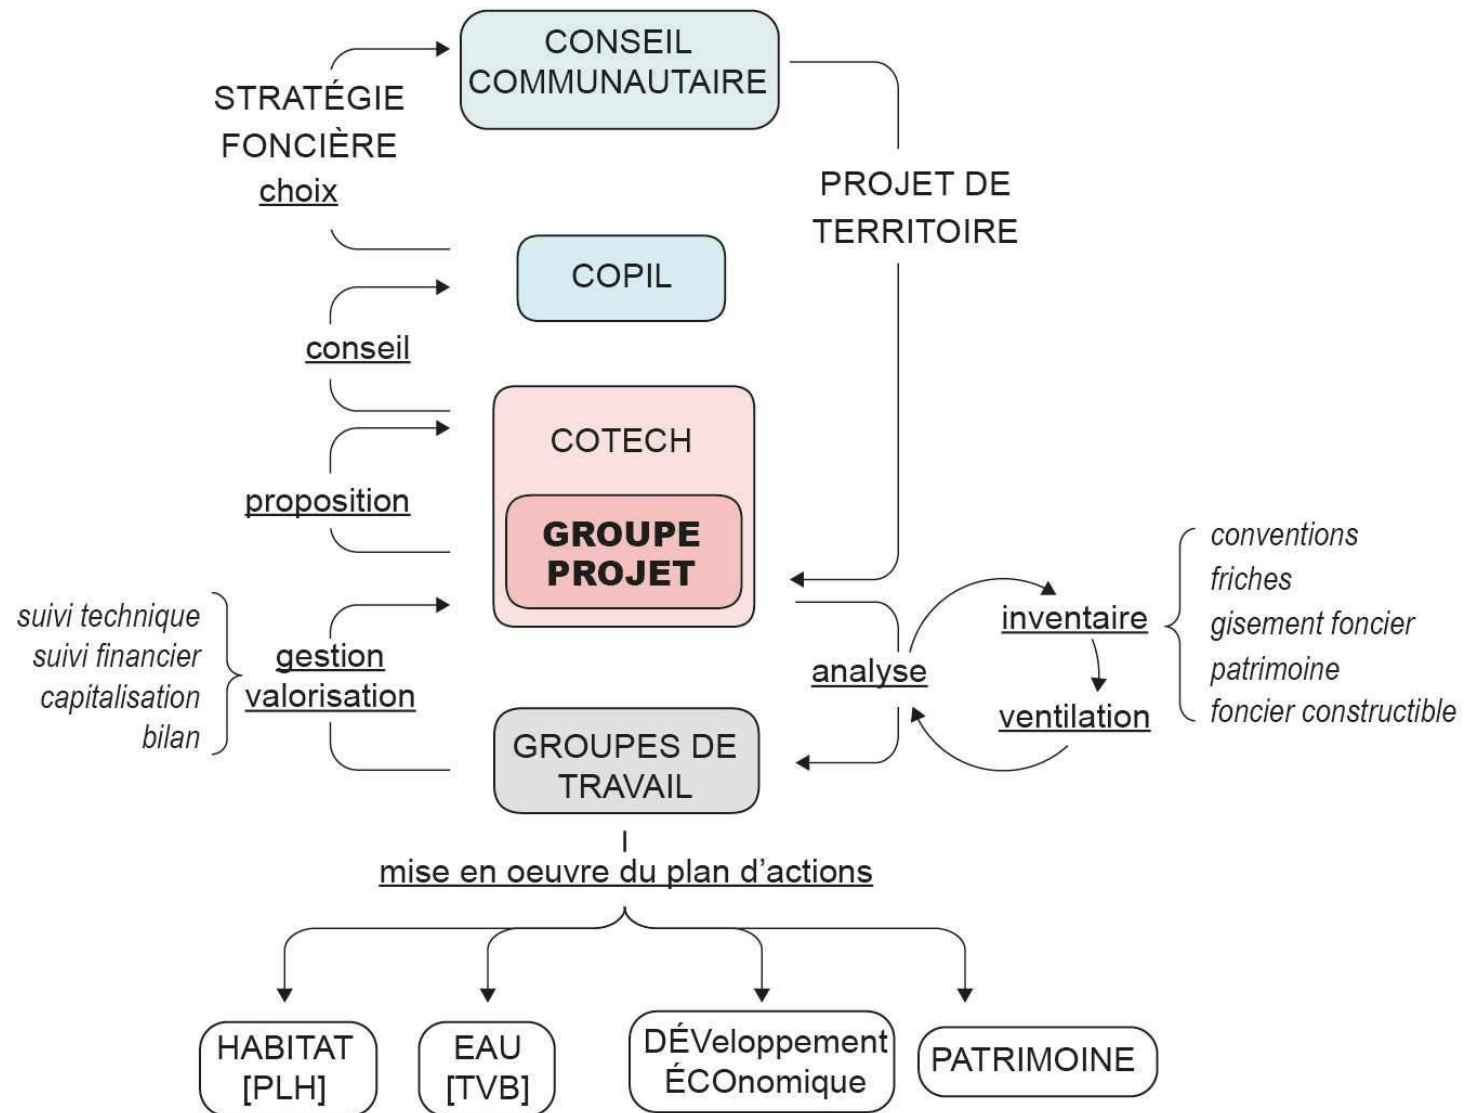 CONSEIL
COMMUNAUTAIRE
STRATÉGIE
FONCIÈRE
choix
PROJET DE
TERRITOIRE
COPIL
conseil
COTECH
proposition
GROUPE
PROJET
conventions
friches
gisement foncier
patrimoine
foncier constructible
inventaire
ventilation
analyse
suivi technique
suivi financier
capitalisation
bilan
gestion
valorisation
GROUPES DE
TRAVAIL
mise en oeuvre du plan d’actions
HABITAT
[PLH]
EAU
[TVB]
DÉVeloppement
ÉCOnomique
PATRIMOINE